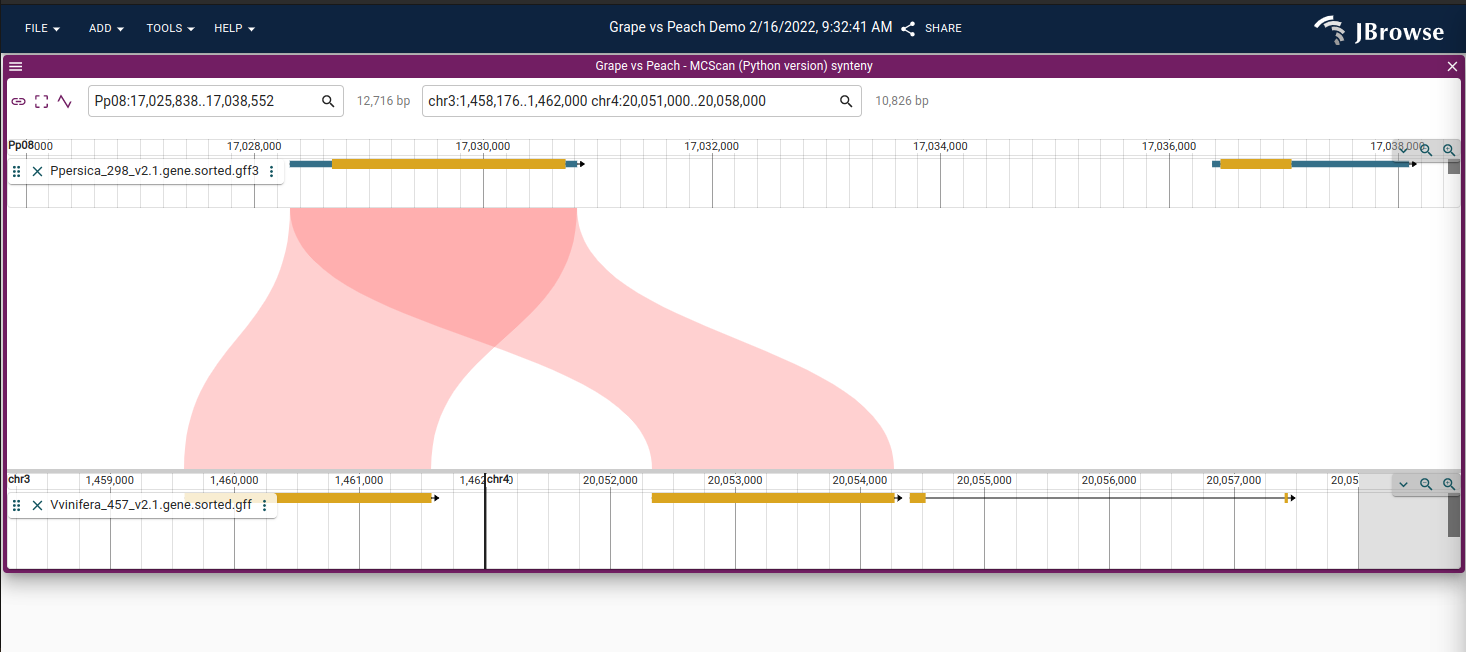 FILE ADD TOOLS HELP Grape vs Peach Demo 2/16/2022, 9:32:41 AM SHARE JBrowse
Grape vs Peach - MCScan (Python version) synteny
Pp08:17,025,838..17,038,552 12,716 bp chr3:1,458,176..1,462,000 chr4:20,051,000..20,058,000 10,826 bp
Pp08 000 17,028,000 17,030,000 17,032,000 17,034,000 17,036,000 17,038,000
Ppersica_298_v2.1.gene.sorted.gff3
chr3 1,459,000 1,460,000 1,461,000 1,462 chr4 20,052,000 20,053,000 20,054,000 20,055,000 20,056,000 20,057,000 20,05
Vvinifera_457_v2.1.gene.sorted.gff